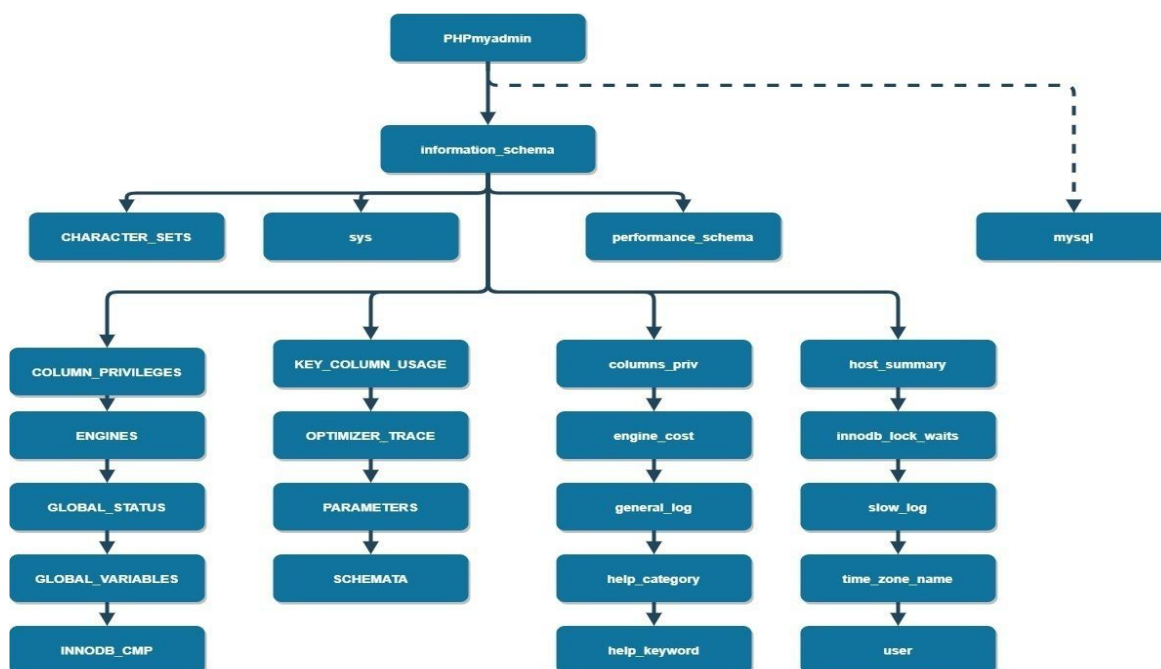 PHPmyadmin
information_schema
CHARACTER_SETS
sys
performance_schema
mysql
COLUMN_PRIVILEGES
KEY_COLUMN_USAGE
columns_priv
host_summary
ENGINES
OPTIMIZER_TRACE
engine_cost
innodb_lock_waits
GLOBAL_STATUS
PARAMETERS
general_log
slow_log
GLOBAL_VARIABLES
SCHEMATA
help_category
time_zone_name
INNODB_CMP
help_keyword
user